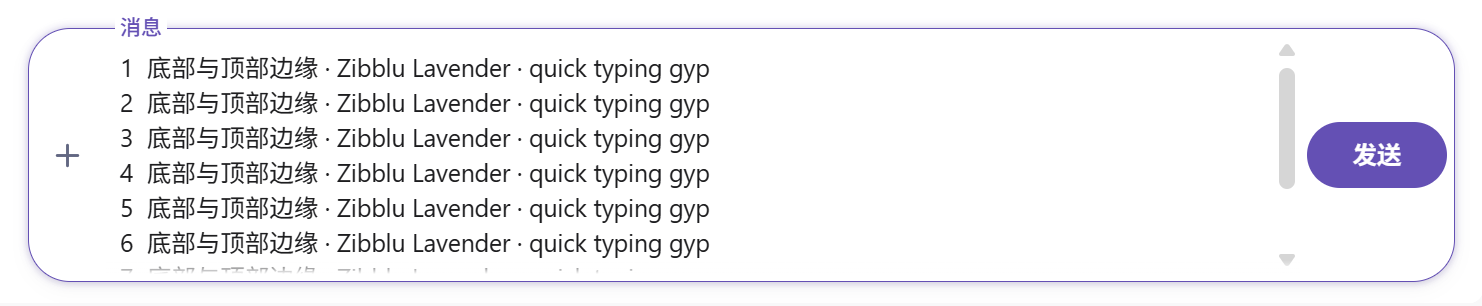 消息
1 底部与顶部边缘 · Zibblu Lavender · quick typing gyp
2 底部与顶部边缘 · Zibblu Lavender · quick typing gyp
3 底部与顶部边缘 · Zibblu Lavender · quick typing gyp
4 底部与顶部边缘 · Zibblu Lavender · quick typing gyp
5 底部与顶部边缘 · Zibblu Lavender · quick typing gyp
6 底部与顶部边缘 · Zibblu Lavender · quick typing gyp
发送